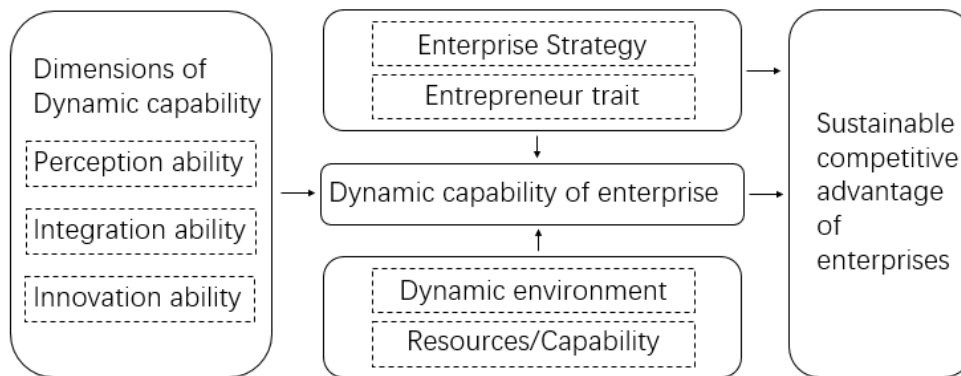 Dimensions of
Dynamic capability
Perception ability
Integration ability
Innovation ability
Enterprise Strategy
Entrepreneur trait
Dynamic capability of enterprise
Dynamic environment
Resources/Capability
Sustainable
competitive
advantage
of
enterprises